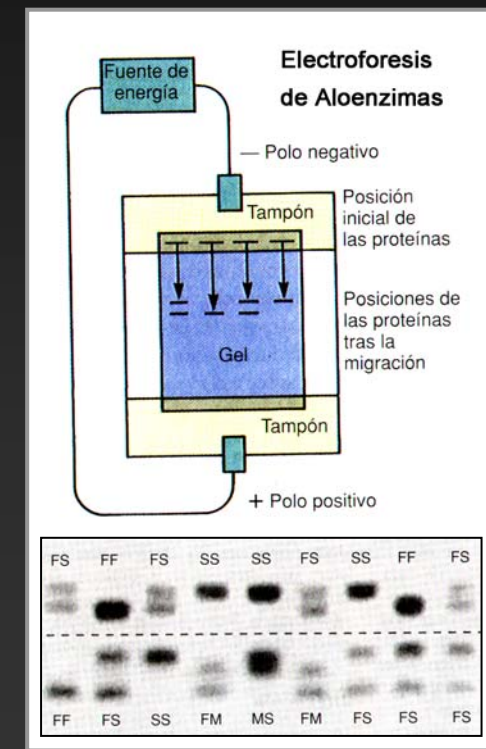 Electroforesis
de Aloenzimas
Fuente de
energía
— Polo negativo
Tampón
Posición
inicial de
las proteínas
Posiciones de
las proteínas
tras la
migración
Gel
Tampón
+ Polo positivo
FS FF FS SS SS FS SS FF FS
FF FS SS FM MS FM FS FS FS